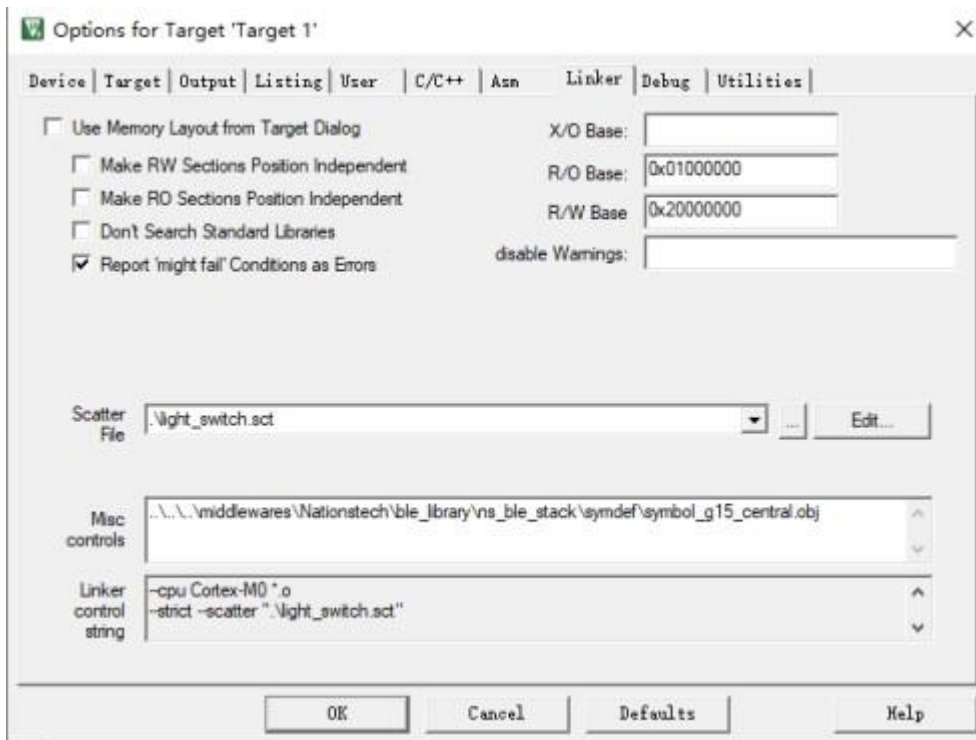 Options for Target 'Target 1'
Device Target Output Listing User C/C++ Asm Linker Debug Utilities
Use Memory Layout from Target Dialog
X/O Base:
Make RW Sections Position Independent
R/O Base: 0x01000000
Make RO Sections Position Independent
R/W Base 0x20000000
Don't Search Standard Libraries
disable Warnings:
Report 'might fail' Conditions as Errors
Scatter File
.\light_switch.sct
... Edit...
Misc controls
..\..\..\middlewares\Nationstech\ble_library\ns_ble_stack\symdef\symbol_g15_central.obj
Linker control string
--cpu Cortex-M0 *.o
--strict --scatter ".\light_switch.sct"
OK Cancel Defaults Help